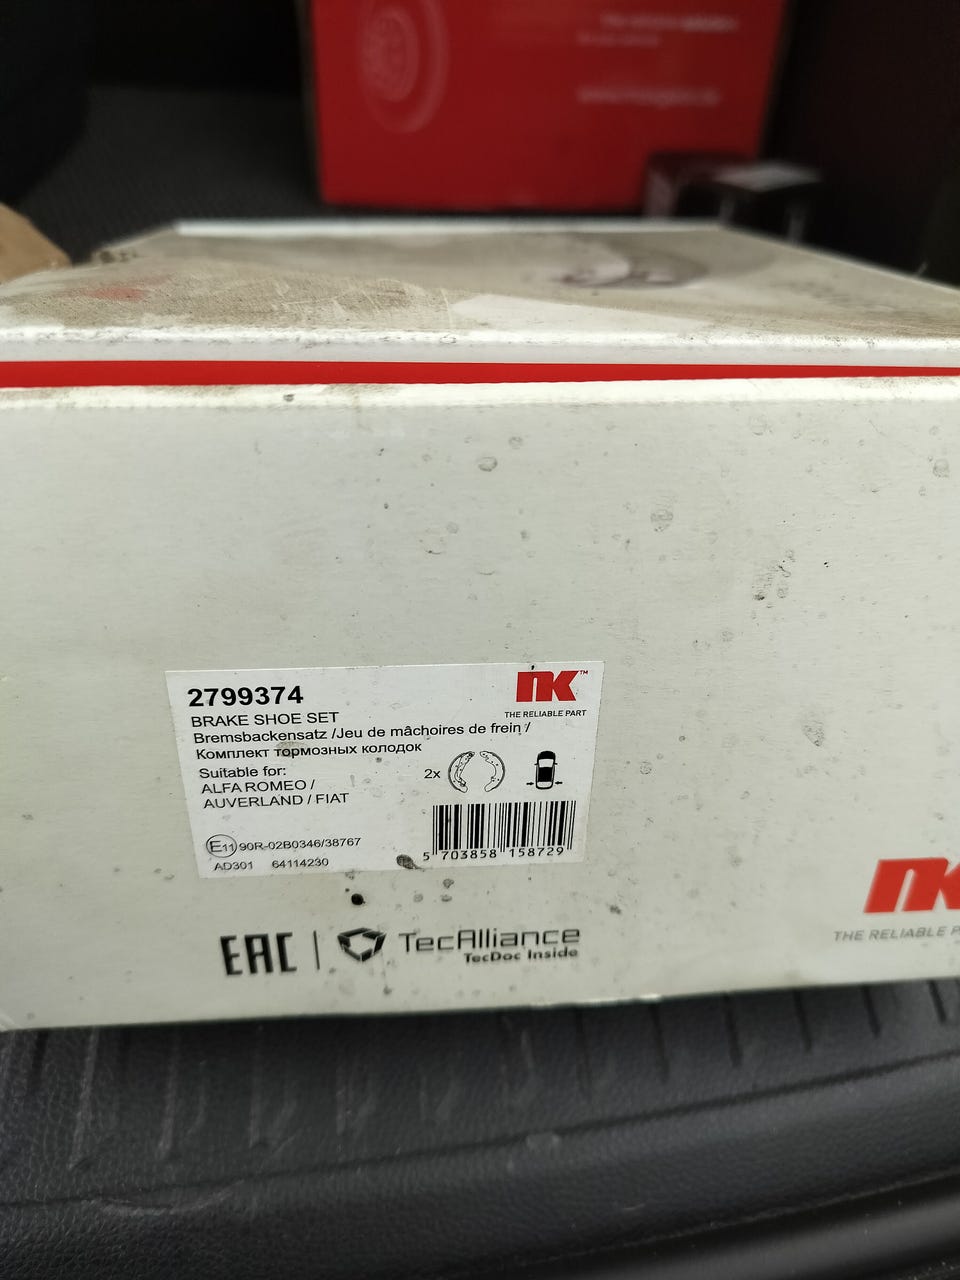 2799374
BRAKE SHOE SET
Bremsbackensatz /Jeu de mâchoires de frein /
Комплект тормозных колодок
Suitable for:
ALFA ROMEO /
AUVERLAND / FIAT
E11 90R-02B0346/38767
AD301 64114230
nK™
THE RELIABLE PART
2x
5 703858 158729
EAC
TecAlliance
TecDoc Inside
nK
THE RELIABLE